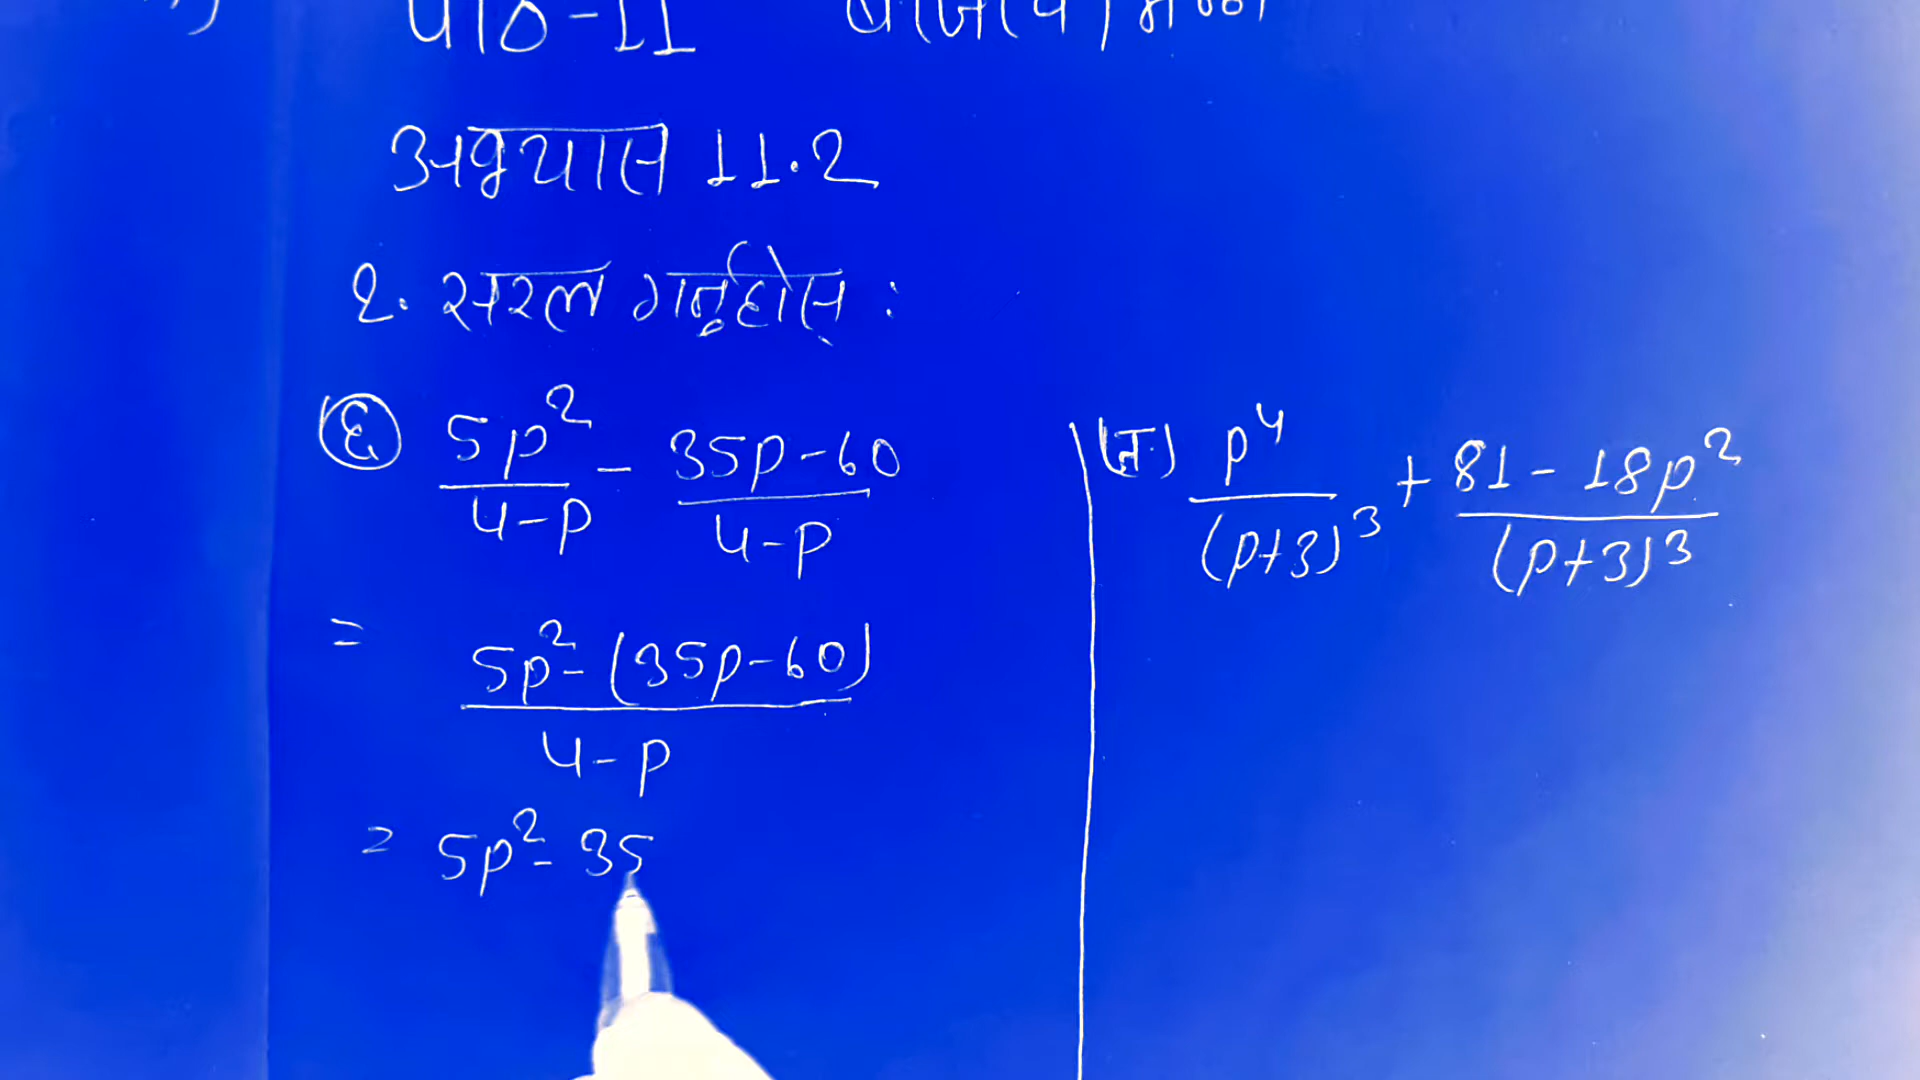 पाठ-11
अभ्यास 11.2
2. सरल गर्नुहोस् :
(ङ) 5p² / 4-p - 35p-60 / 4-p
= 5p²-(35p-60) / 4-p
= 5p²-35
(त) p⁴ / (p+3)³ + 81-18p² / (p+3)³